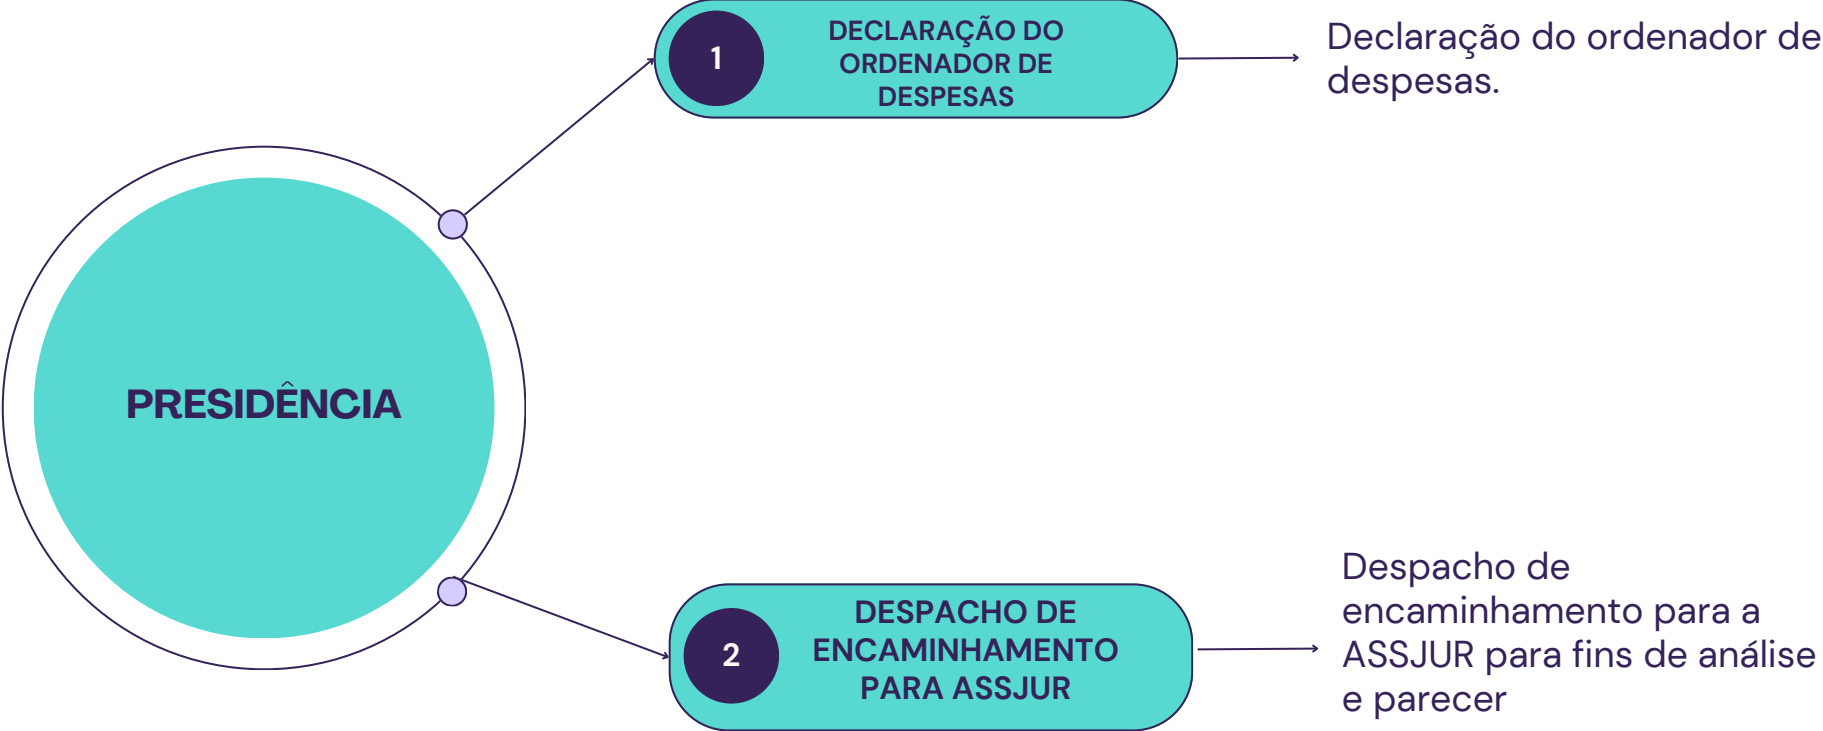 1
DECLARAÇÃO DO
ORDENADOR DE
DESPESAS
Declaração do ordenador de
despesas.
PRESIDÊNCIA
2
DESPACHO DE
ENCAMINHAMENTO
PARA ASSJUR
Despacho de
encaminhamento para a
ASSJUR para fins de análise
e parecer